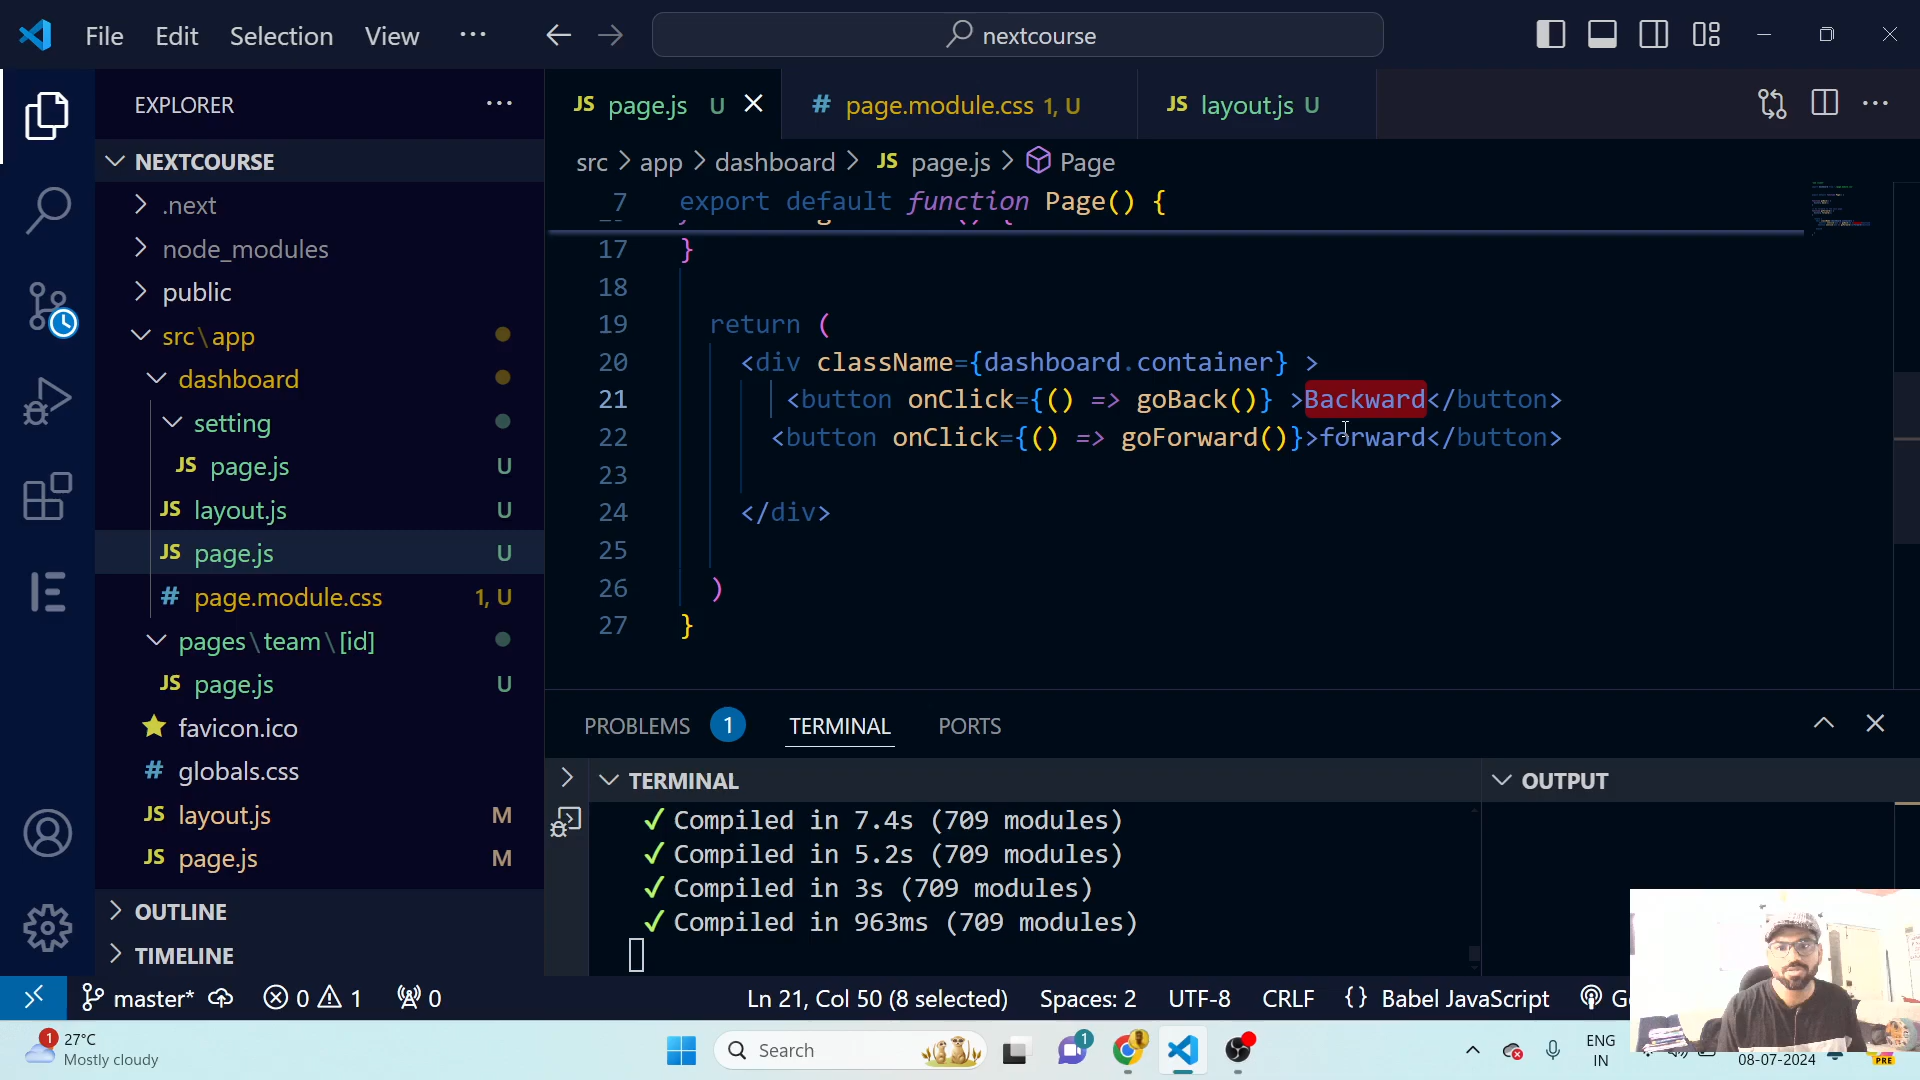 File Edit Selection View ··· nextcourse
EXPLORER ···
NEXTCOURSE
.next
node_modules
public
src\app
dashboard
setting
JS page.js U
JS layout.js U
JS page.js U
# page.module.css 1, U
pages\team\[id]
JS page.js U
favicon.ico
# globals.css
JS layout.js M
JS page.js M
OUTLINE
TIMELINE
JS page.js U # page.module.css 1, U JS layout.js U
src > app > dashboard > JS page.js > Page
7 export default function Page() {
17 }
18
19 return (
20 <div className={dashboard.container} >
21 <button onClick={() => goBack()} >Backward</button>
22 <button onClick={() => goForward()}>forward</button>
23
24 </div>
25
26 )
27 }
PROBLEMS 1 TERMINAL PORTS
TERMINAL
✓ Compiled in 7.4s (709 modules)
✓ Compiled in 5.2s (709 modules)
✓ Compiled in 3s (709 modules)
✓ Compiled in 963ms (709 modules)
OUTPUT
master* 0 1 0 Ln 21, Col 50 (8 selected) Spaces: 2 UTF-8 CRLF {} Babel JavaScript
1 27°C
Mostly cloudy
Search
1
ENG
IN
08-07-2024
PRE